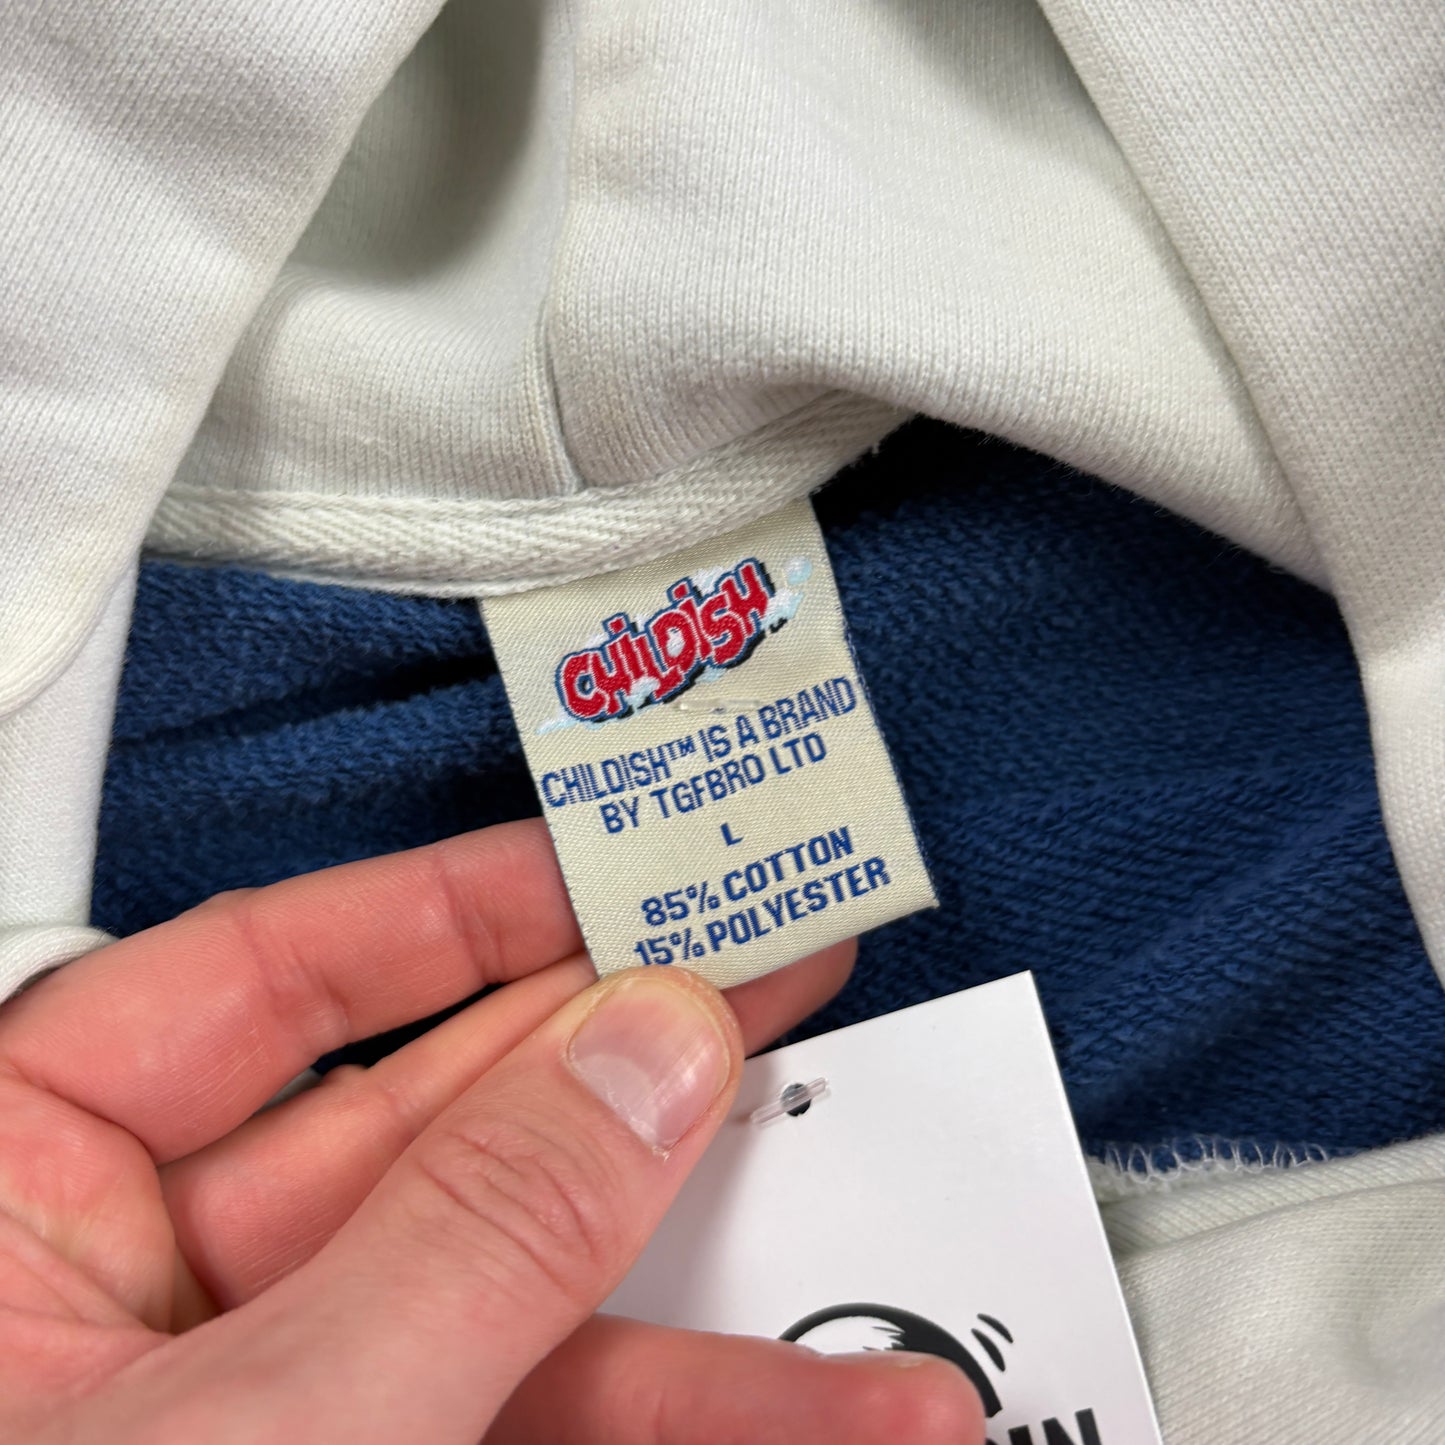 CHILDISH
CHILDISH™ IS A BRAND
BY TGFBRO LTD
L
85% COTTON
15% POLYESTER